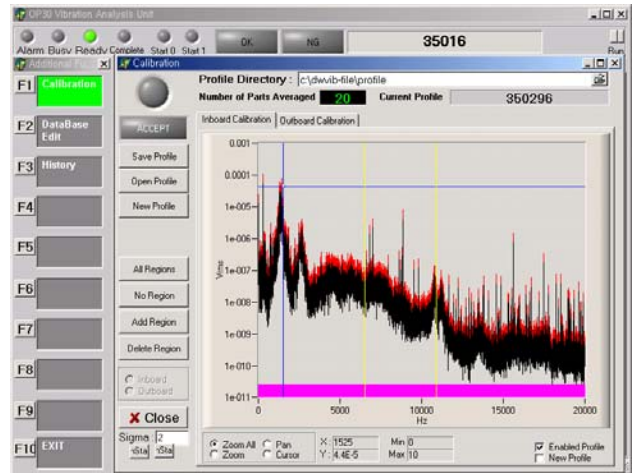 OP30 Vibration Analysis Unit
Alarm Busy Ready Complete Start 0 Start 1 OK NG 35016 Run
Calibration
F1 Calibration
F2 DataBase Edit
F3 History
F4
F5
F6
F7
F8
F9
F10 EXIT
Profile Directory : c:\dwvib-file\profile
Number of Parts Averaged 20 Current Profile 350296
ACCEPT
Save Profile
Open Profile
New Profile
All Regions
No Region
Add Region
Delete Region
Inboard
Outboard
Close
Sigma : 2
Inboard Calibration Outboard Calibration
0.001
0.0001
1e-005
1e-006
1e-007
1e-008
1e-009
1e-010
1e-011
Vrms
0 5000 10000 15000 20000
Hz
Zoom All Pan X : 1525 Min 0 Enabled Profile
Zoom Cursor Y : 4.4E-5 Max 10 New Profile